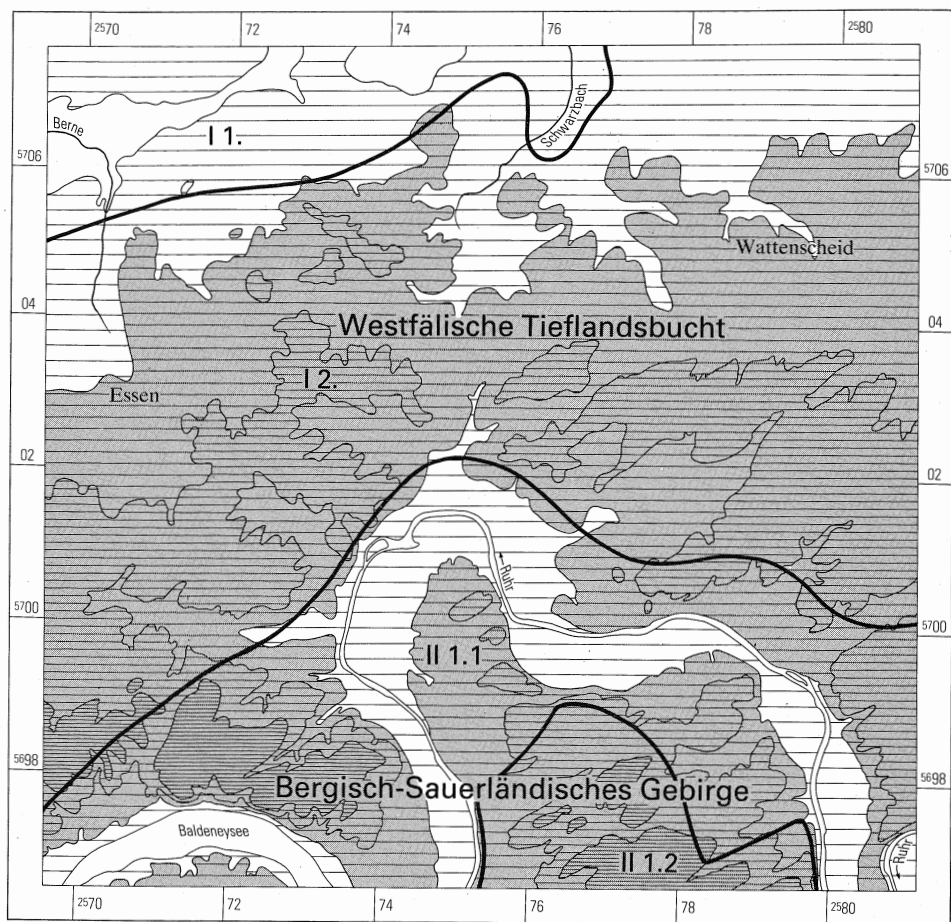 2570 72 74 76 78 2580
Berne
I 1.
Schwarzbach
5706
5706
Wattenscheid
04
Westfälische Tieflandsbucht
04
I 2.
Essen
02
02
Ruhr
5700
5700
II 1.1
5698
5698
Bergisch-Sauerländisches Gebirge
Baldeneysee
II 1.2
Ruhr
2570 72 74 76 78 2580